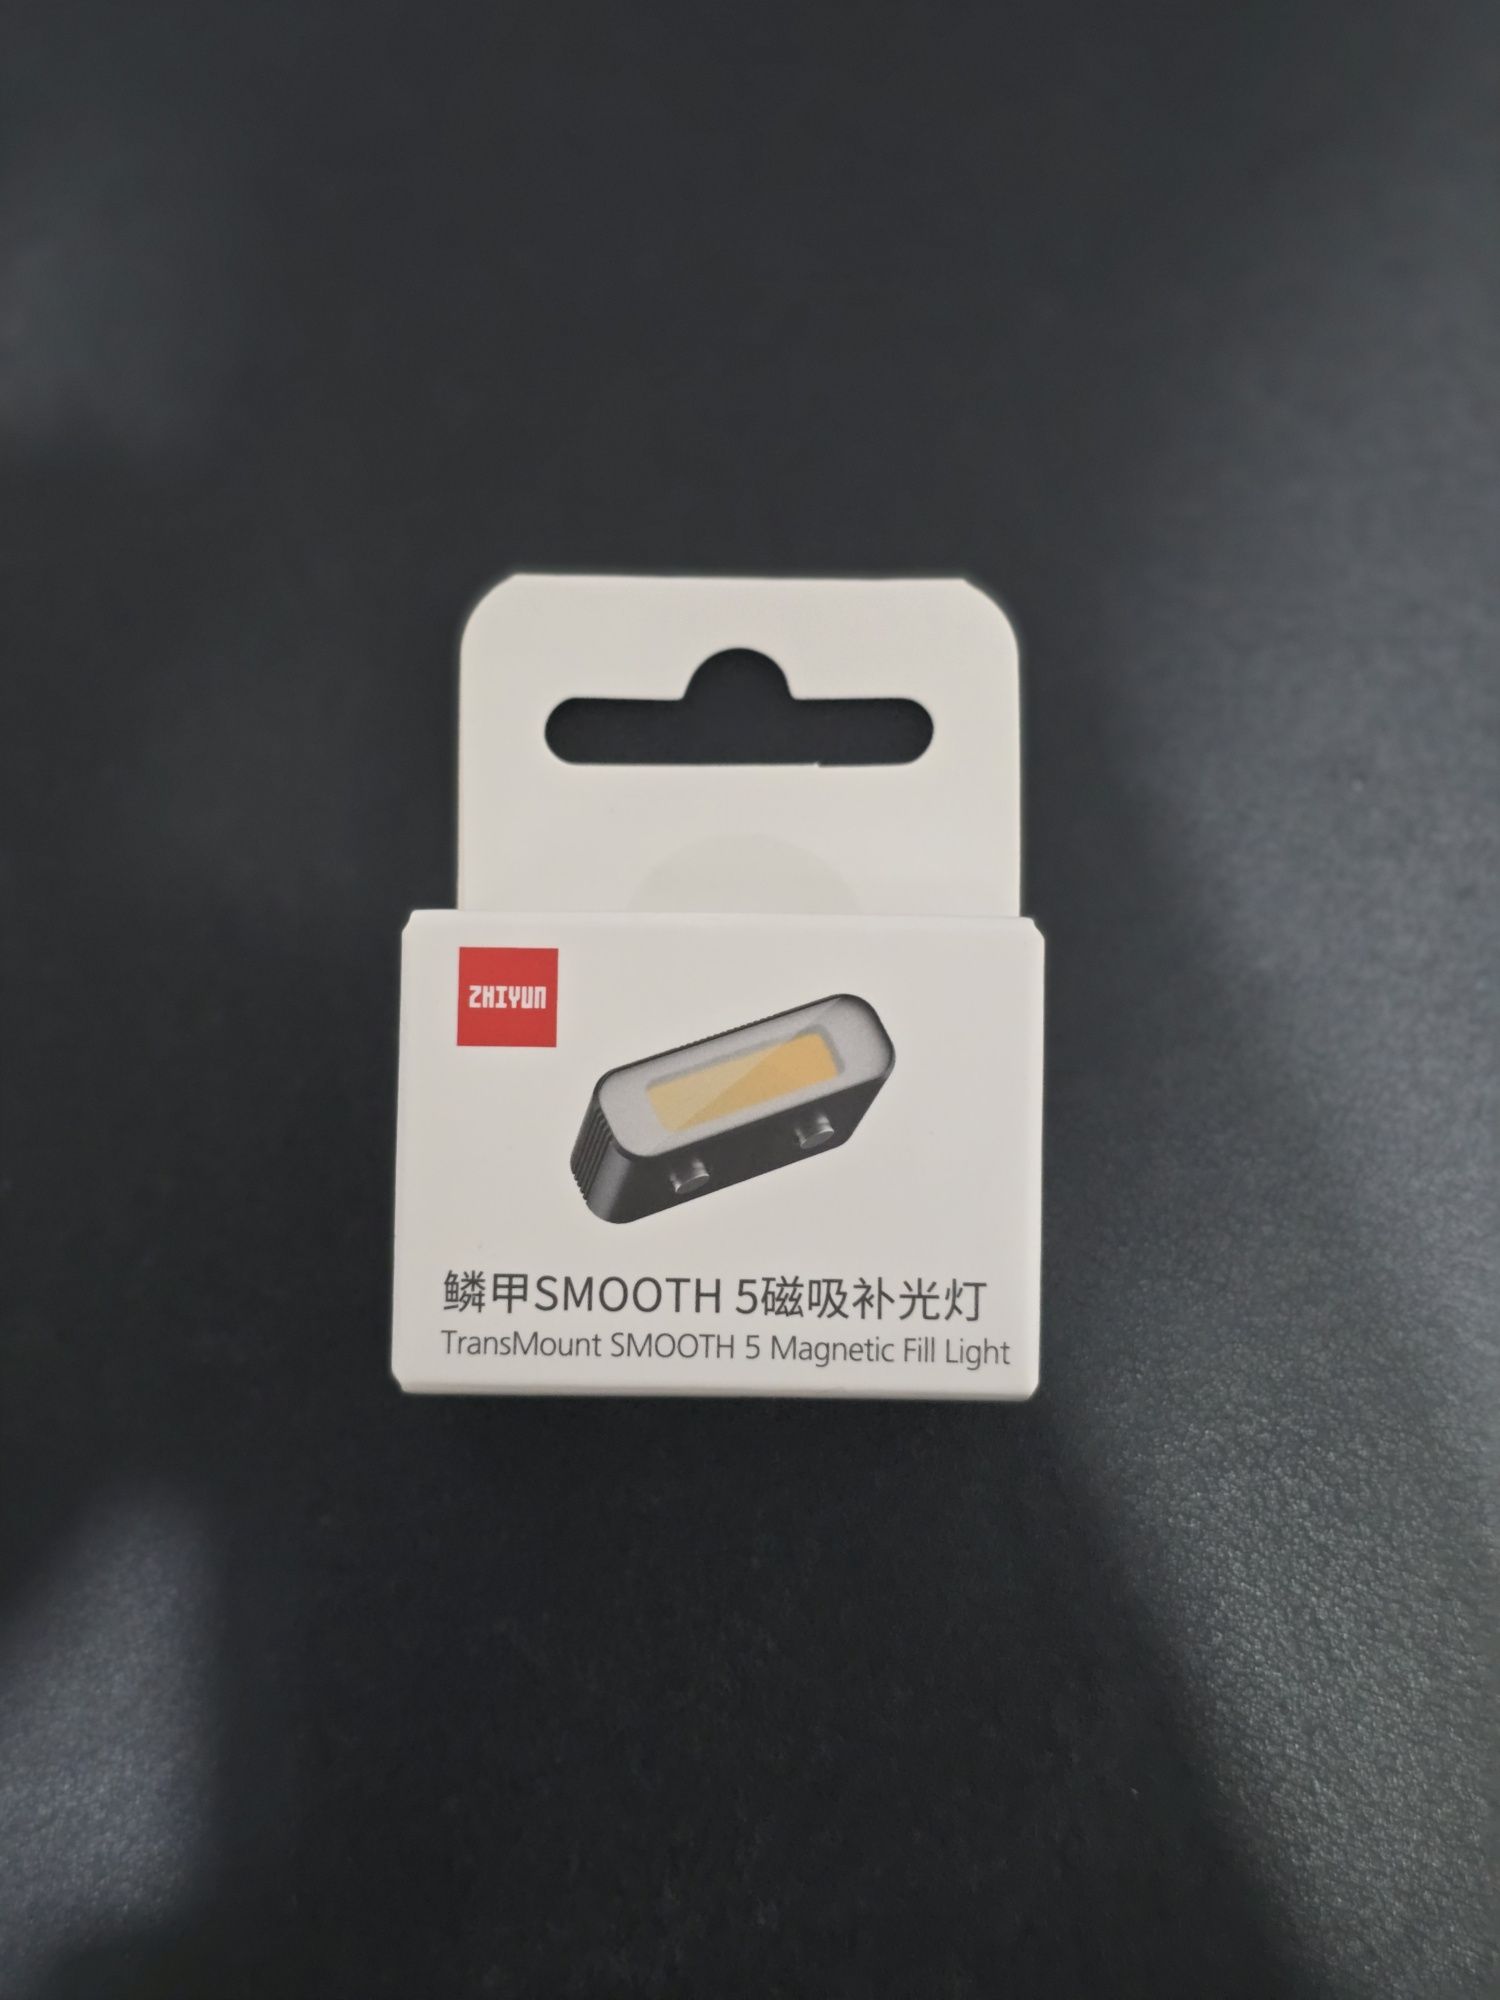 ZHIYUN
鳞甲SMOOTH 5磁吸补光灯
TransMount SMOOTH 5 Magnetic Fill Light